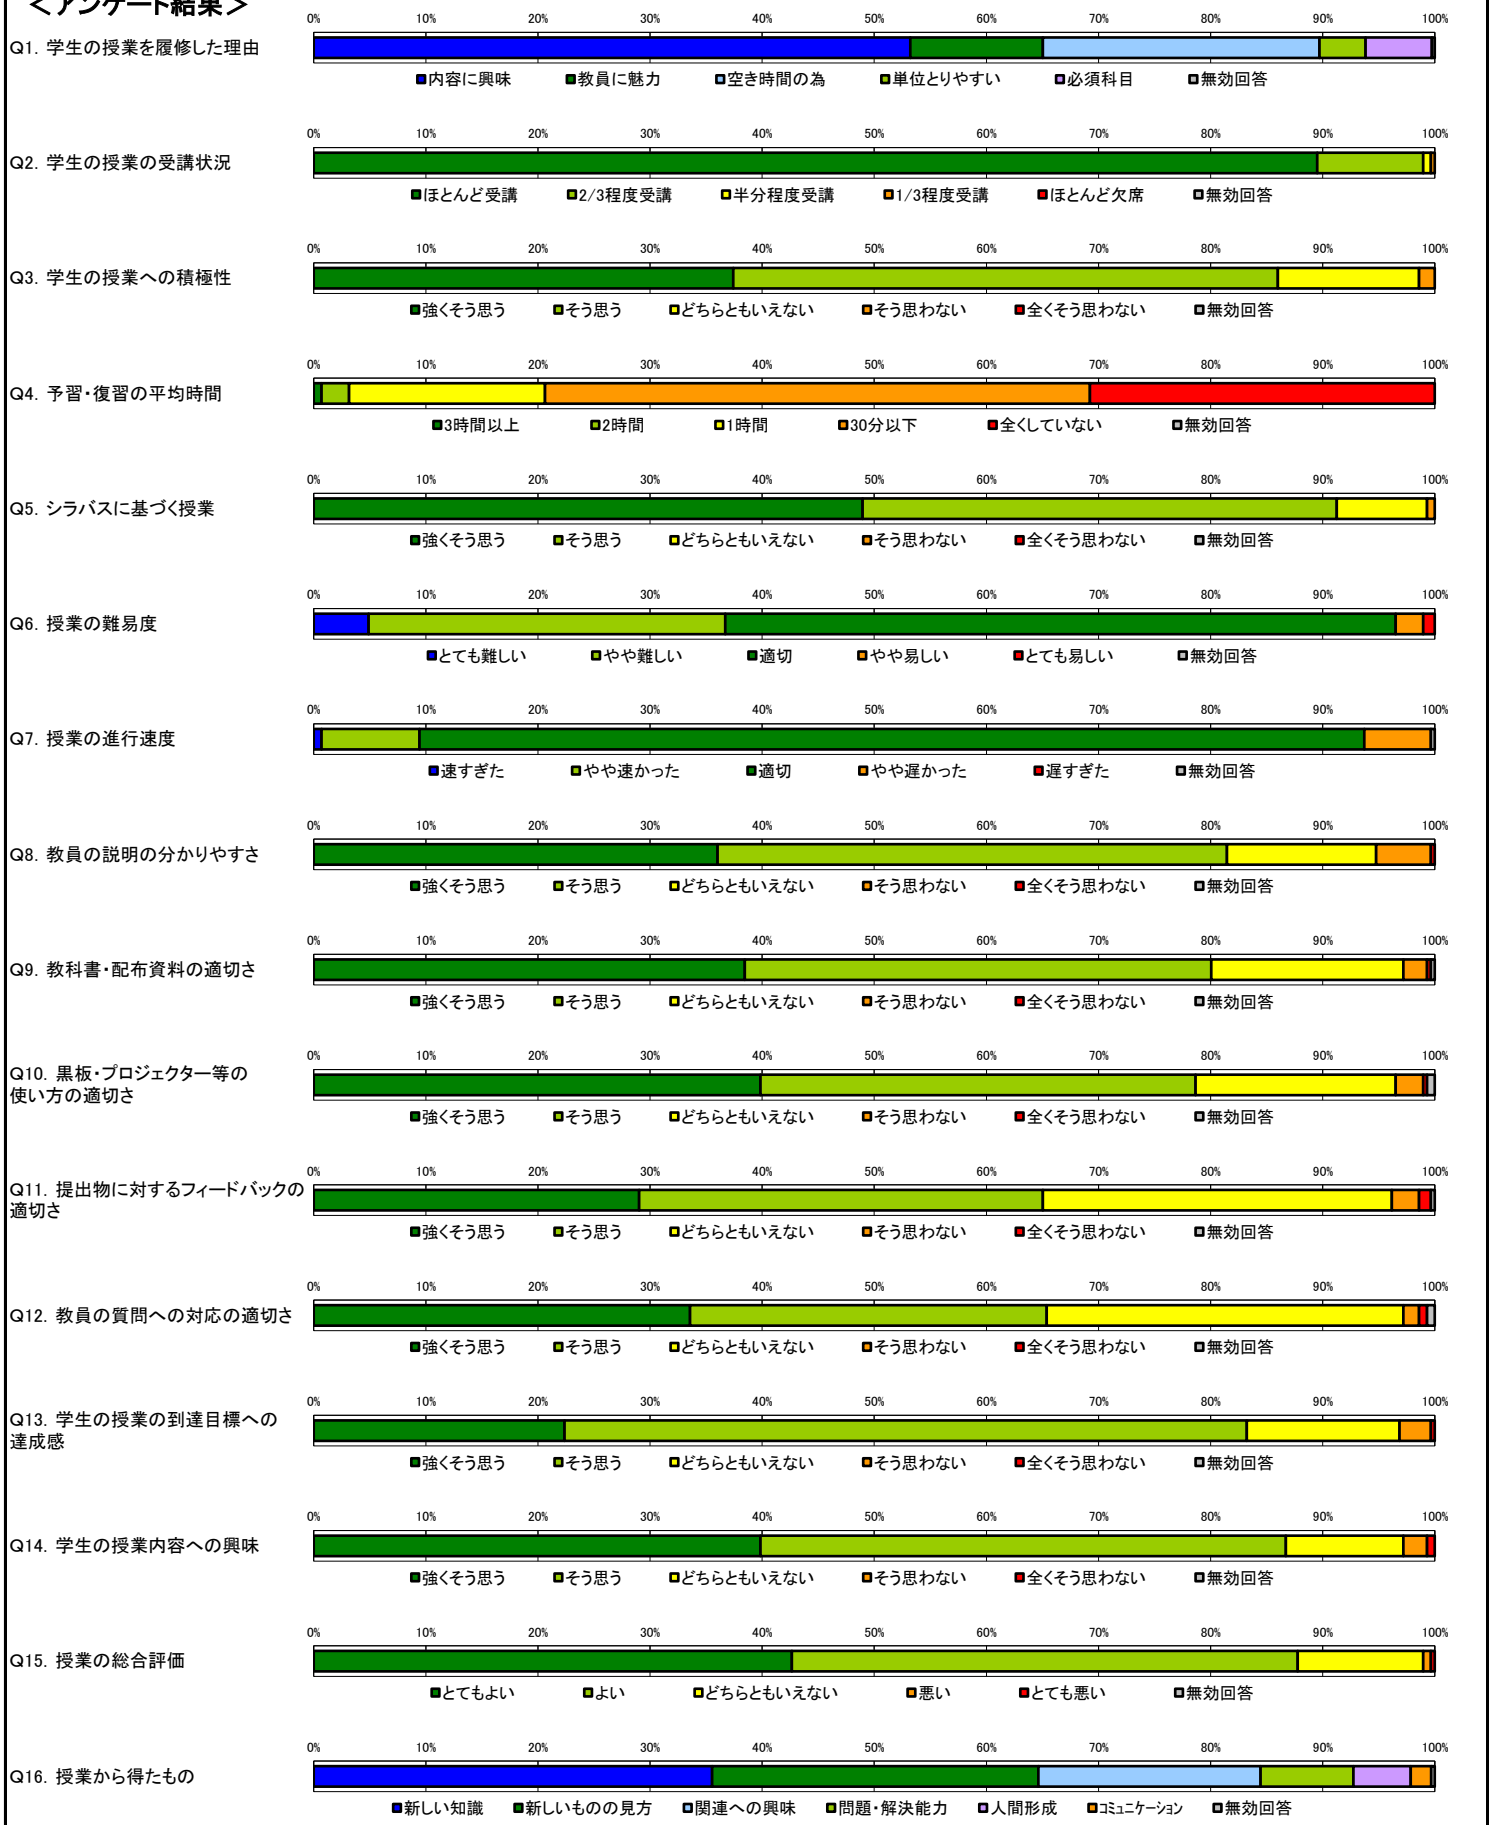 ＜アンケート結果＞
0% 10% 20% 30% 40% 50% 60% 70% 80% 90% 100%
Q1. 学生の授業を履修した理由
内容に興味 教員に魅力 空き時間の為 単位とりやすい 必須科目 無効回答
0% 10% 20% 30% 40% 50% 60% 70% 80% 90% 100%
Q2. 学生の授業の受講状況
ほとんど受講 2/3程度受講 半分程度受講 1/3程度受講 ほとんど欠席 無効回答
0% 10% 20% 30% 40% 50% 60% 70% 80% 90% 100%
Q3. 学生の授業への積極性
強くそう思う そう思う どちらともいえない そう思わない 全くそう思わない 無効回答
0% 10% 20% 30% 40% 50% 60% 70% 80% 90% 100%
Q4. 予習・復習の平均時間
3時間以上 2時間 1時間 30分以下 全くしていない 無効回答
0% 10% 20% 30% 40% 50% 60% 70% 80% 90% 100%
Q5. シラバスに基づく授業
強くそう思う そう思う どちらともいえない そう思わない 全くそう思わない 無効回答
0% 10% 20% 30% 40% 50% 60% 70% 80% 90% 100%
Q6. 授業の難易度
とても難しい やや難しい 適切 やや易しい とても易しい 無効回答
0% 10% 20% 30% 40% 50% 60% 70% 80% 90% 100%
Q7. 授業の進行速度
速すぎた やや速かった 適切 やや遅かった 遅すぎた 無効回答
0% 10% 20% 30% 40% 50% 60% 70% 80% 90% 100%
Q8. 教員の説明の分かりやすさ
強くそう思う そう思う どちらともいえない そう思わない 全くそう思わない 無効回答
0% 10% 20% 30% 40% 50% 60% 70% 80% 90% 100%
Q9. 教科書・配布資料の適切さ
強くそう思う そう思う どちらともいえない そう思わない 全くそう思わない 無効回答
0% 10% 20% 30% 40% 50% 60% 70% 80% 90% 100%
Q10. 黒板・プロジェクター等の
使い方の適切さ
強くそう思う そう思う どちらともいえない そう思わない 全くそう思わない 無効回答
0% 10% 20% 30% 40% 50% 60% 70% 80% 90% 100%
Q11. 提出物に対するフィードバックの
適切さ
強くそう思う そう思う どちらともいえない そう思わない 全くそう思わない 無効回答
0% 10% 20% 30% 40% 50% 60% 70% 80% 90% 100%
Q12. 教員の質問への対応の適切さ
強くそう思う そう思う どちらともいえない そう思わない 全くそう思わない 無効回答
0% 10% 20% 30% 40% 50% 60% 70% 80% 90% 100%
Q13. 学生の授業の到達目標への
達成感
強くそう思う そう思う どちらともいえない そう思わない 全くそう思わない 無効回答
0% 10% 20% 30% 40% 50% 60% 70% 80% 90% 100%
Q14. 学生の授業内容への興味
強くそう思う そう思う どちらともいえない そう思わない 全くそう思わない 無効回答
0% 10% 20% 30% 40% 50% 60% 70% 80% 90% 100%
Q15. 授業の総合評価
とてもよい よい どちらともいえない 悪い とても悪い 無効回答
0% 10% 20% 30% 40% 50% 60% 70% 80% 90% 100%
Q16. 授業から得たもの
新しい知識 新しいものの見方 関連への興味 問題・解決能力 人間形成 ｺﾐｭﾆｹｰｼｮﾝ 無効回答